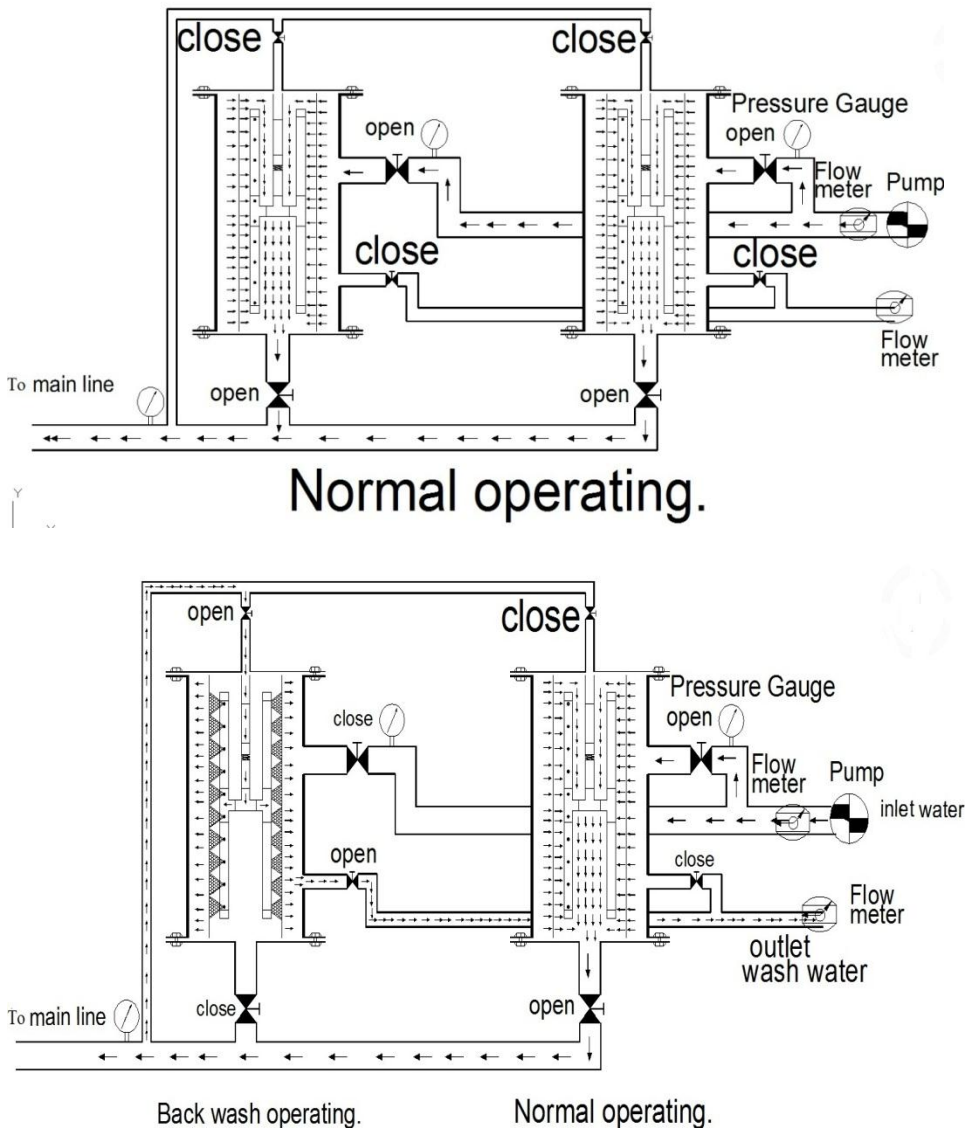 close
close
Pressure Gauge
open
open
Flow
meter
Pump
close
close
Flow
meter
To main line
open
open
Normal operating.
Y
open
close
Pressure Gauge
close
open
Flow
meter
Pump
inlet water
open
close
Flow
meter
outlet
wash water
To main line
close
open
Back wash operating.
Normal operating.